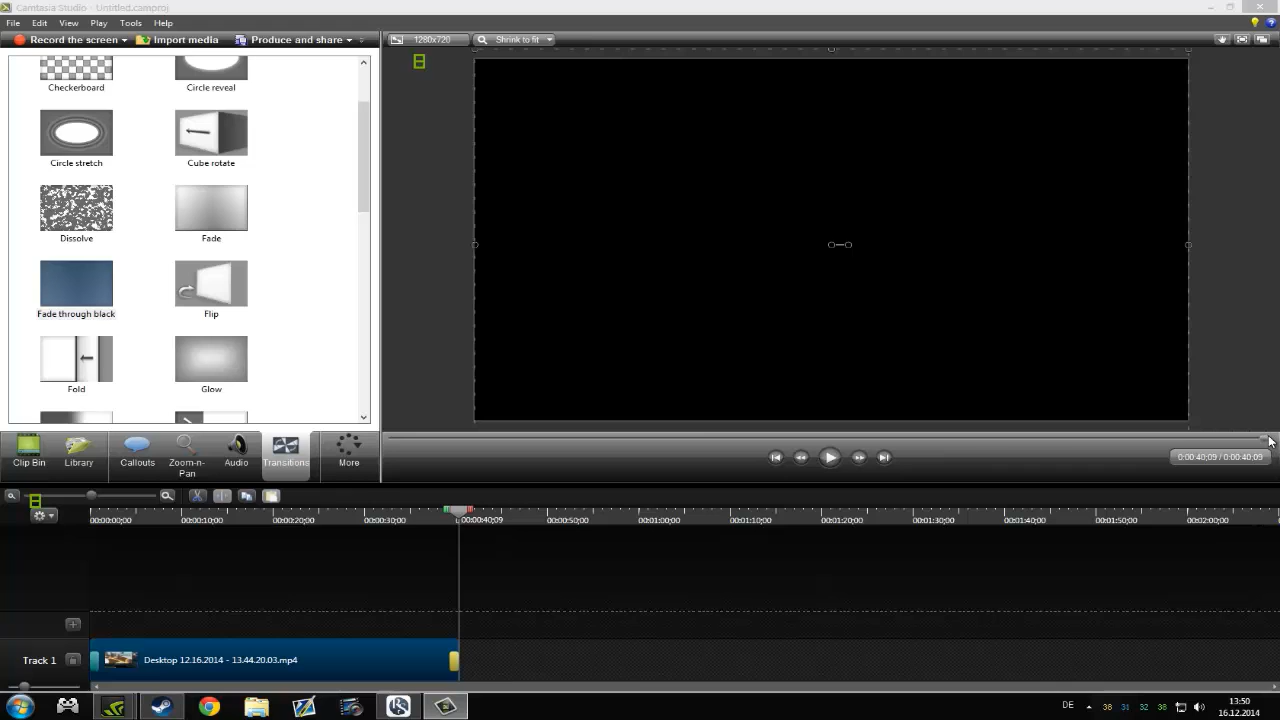 Camtasia Studio - Untitled.camproj
File Edit View Play Tools Help
Record the screen Import media Produce and share 1280x720 Shrink to fit
Checkerboard Circle reveal
Circle stretch Cube rotate
Dissolve Fade
Fade through black Flip
Fold Glow
Clip Bin Library Callouts Zoom-n-Pan Audio Transitions More
0:00:40;09 / 0:00:40;09
00:00:00;00 00:00:10;00 00:00:20;00 00:00:30;00 00:00:40;09 00:00:50;00 00:01:00;00 00:01:10;00 00:01:20;00 00:01:30;00 00:01:40;00 00:01:50;00 00:02:00;00
Track 1 Desktop 12.16.2014 - 13.44.20.03.mp4
DE 38 31 32 38 13:50
16.12.2014